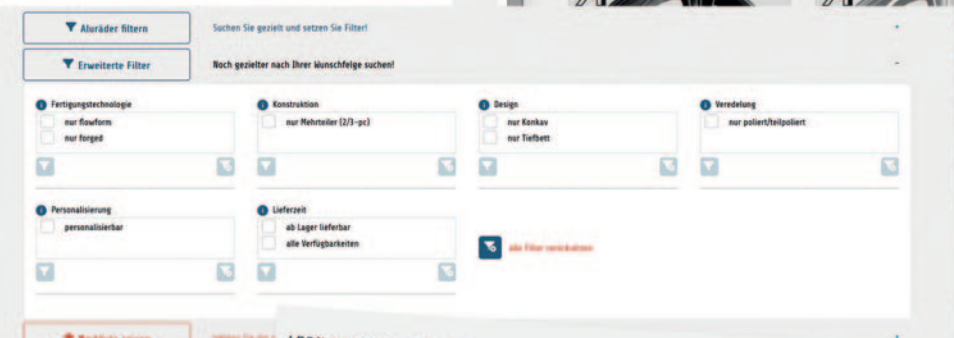 Aluräder filtern
Suchen Sie gezielt und setzen Sie Filter!
+
Erweiterte Filter
Noch gezielter nach Ihrer Wunschfelge suchen!
-
Fertigungstechnologie
nur flowform
nur forged
Konstruktion
nur Mehrteiler (2/3-pc)
Design
nur Konkav
nur Tiefbett
Veredelung
nur poliert/teilpoliert
Personalisierung
personalisierbar
Lieferzeit
ab Lager lieferbar
alle Verfügbarkeiten
alle Filter